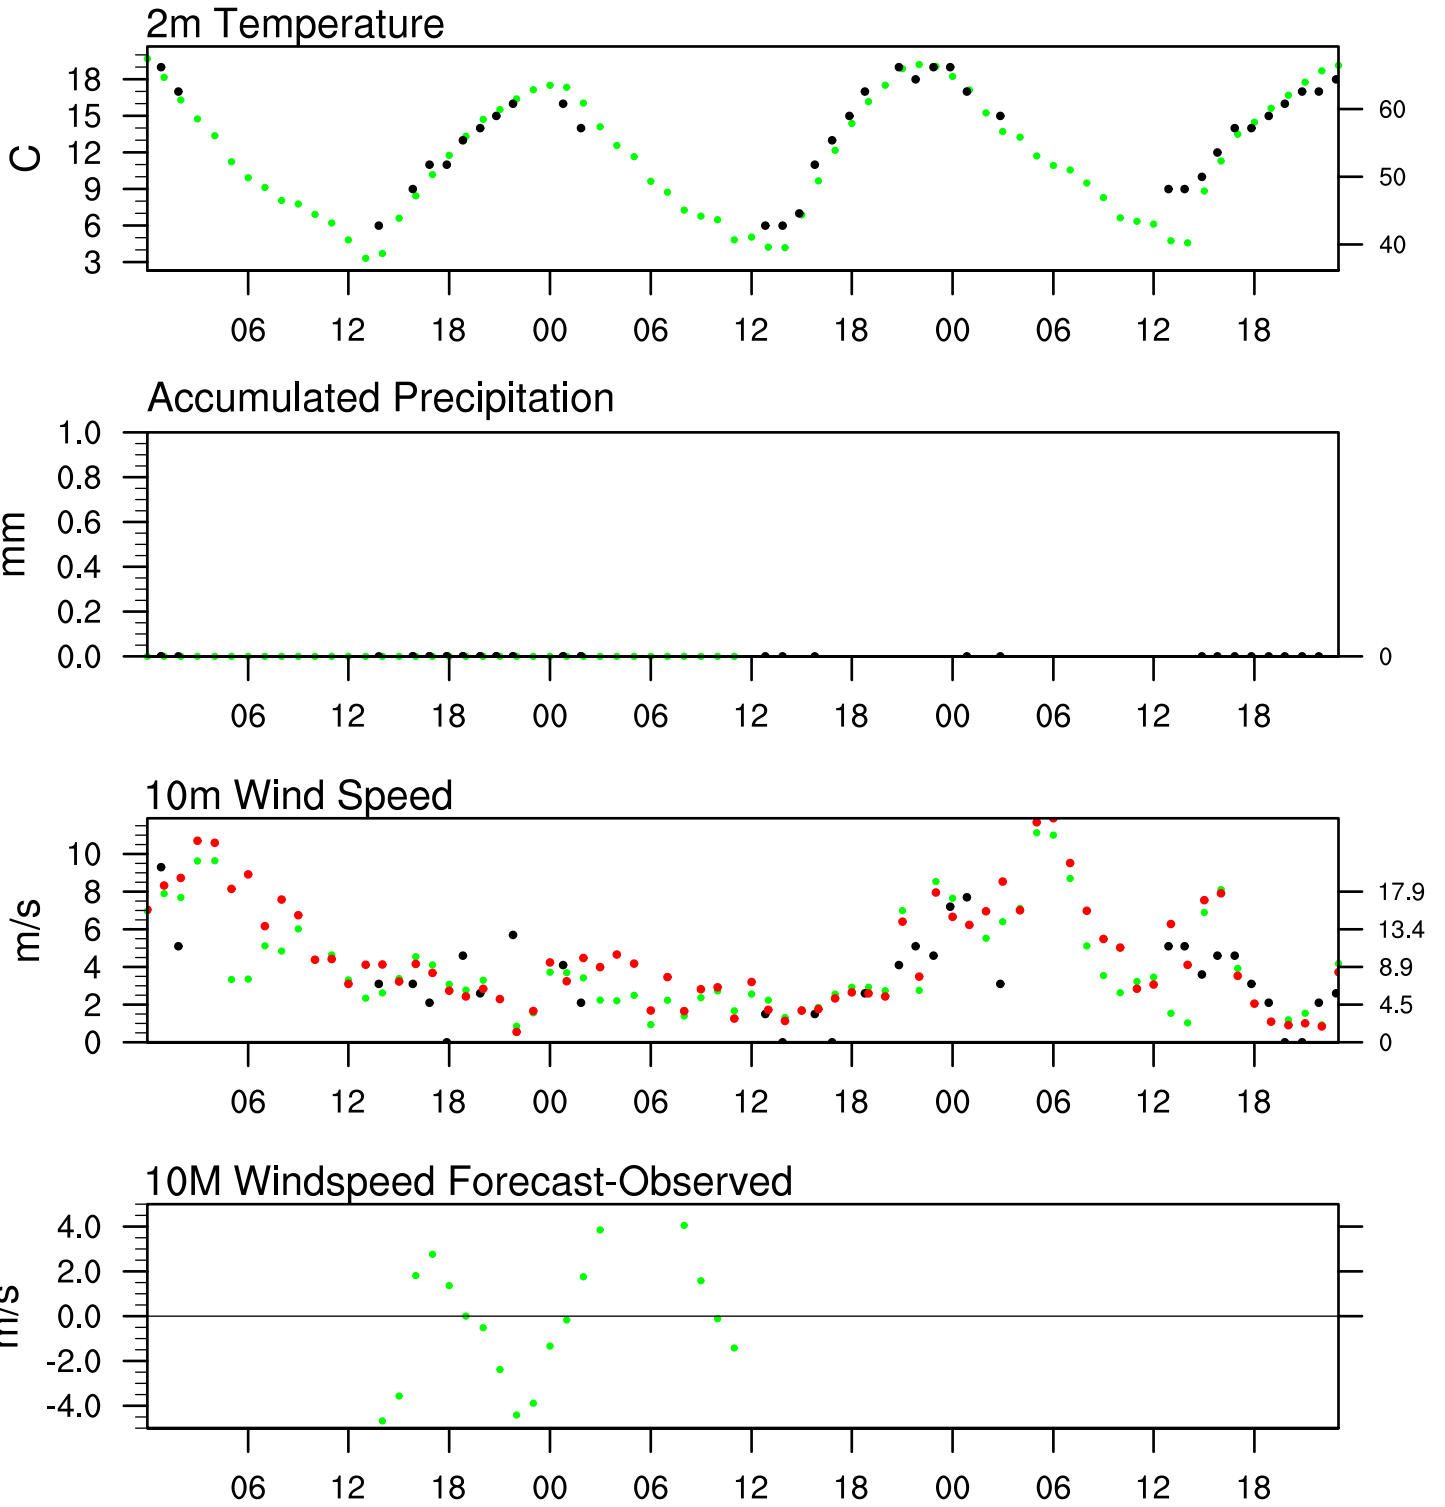 2m Temperature
18
15
12
9
6
3
C
60
50
40
06 12 18 00 06 12 18 00 06 12 18
Accumulated Precipitation
1.0
0.8
0.6
0.4
0.2
0.0
mm
0
06 12 18 00 06 12 18 00 06 12 18
10m Wind Speed
10
8
6
4
2
0
m/s
17.9
13.4
8.9
4.5
0
06 12 18 00 06 12 18 00 06 12 18
10M Windspeed Forecast-Observed
4.0
2.0
0.0
-2.0
-4.0
m/s
06 12 18 00 06 12 18 00 06 12 18